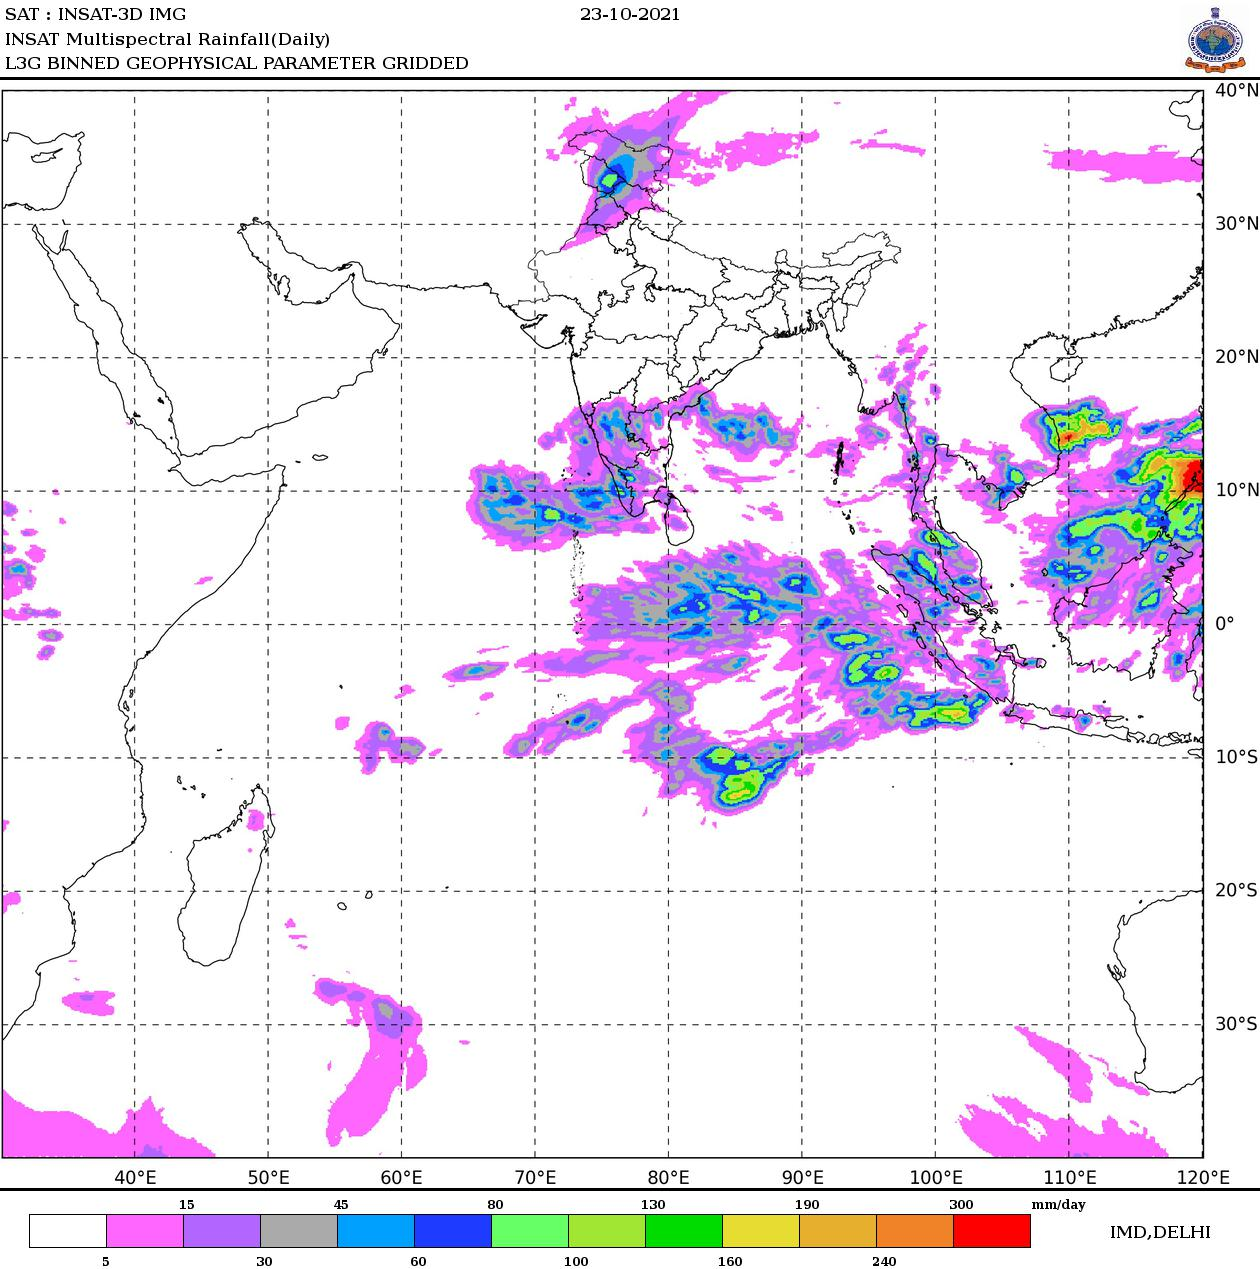 SAT : INSAT-3D IMG
23-10-2021
INSAT Multispectral Rainfall(Daily)
L3G BINNED GEOPHYSICAL PARAMETER GRIDDED
40°N
30°N
20°N
10°N
0°
10°S
20°S
30°S
40°E 50°E 60°E 70°E 80°E 90°E 100°E 110°E 120°E
15 45 80 130 190 300 mm/day
5 30 60 100 160 240
IMD,DELHI